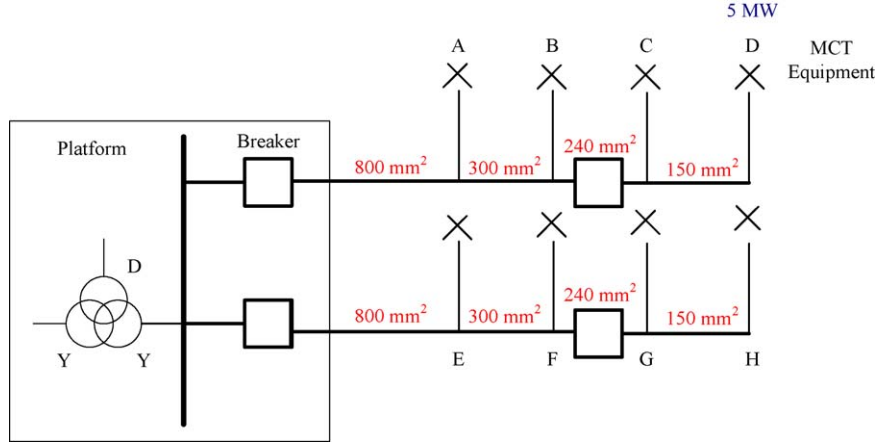 5 MW
A
B
C
D
MCT
Equipment
Platform
Breaker
800 mm²
300 mm²
240 mm²
150 mm²
D
Y
Y
800 mm²
300 mm²
240 mm²
150 mm²
E
F
G
H